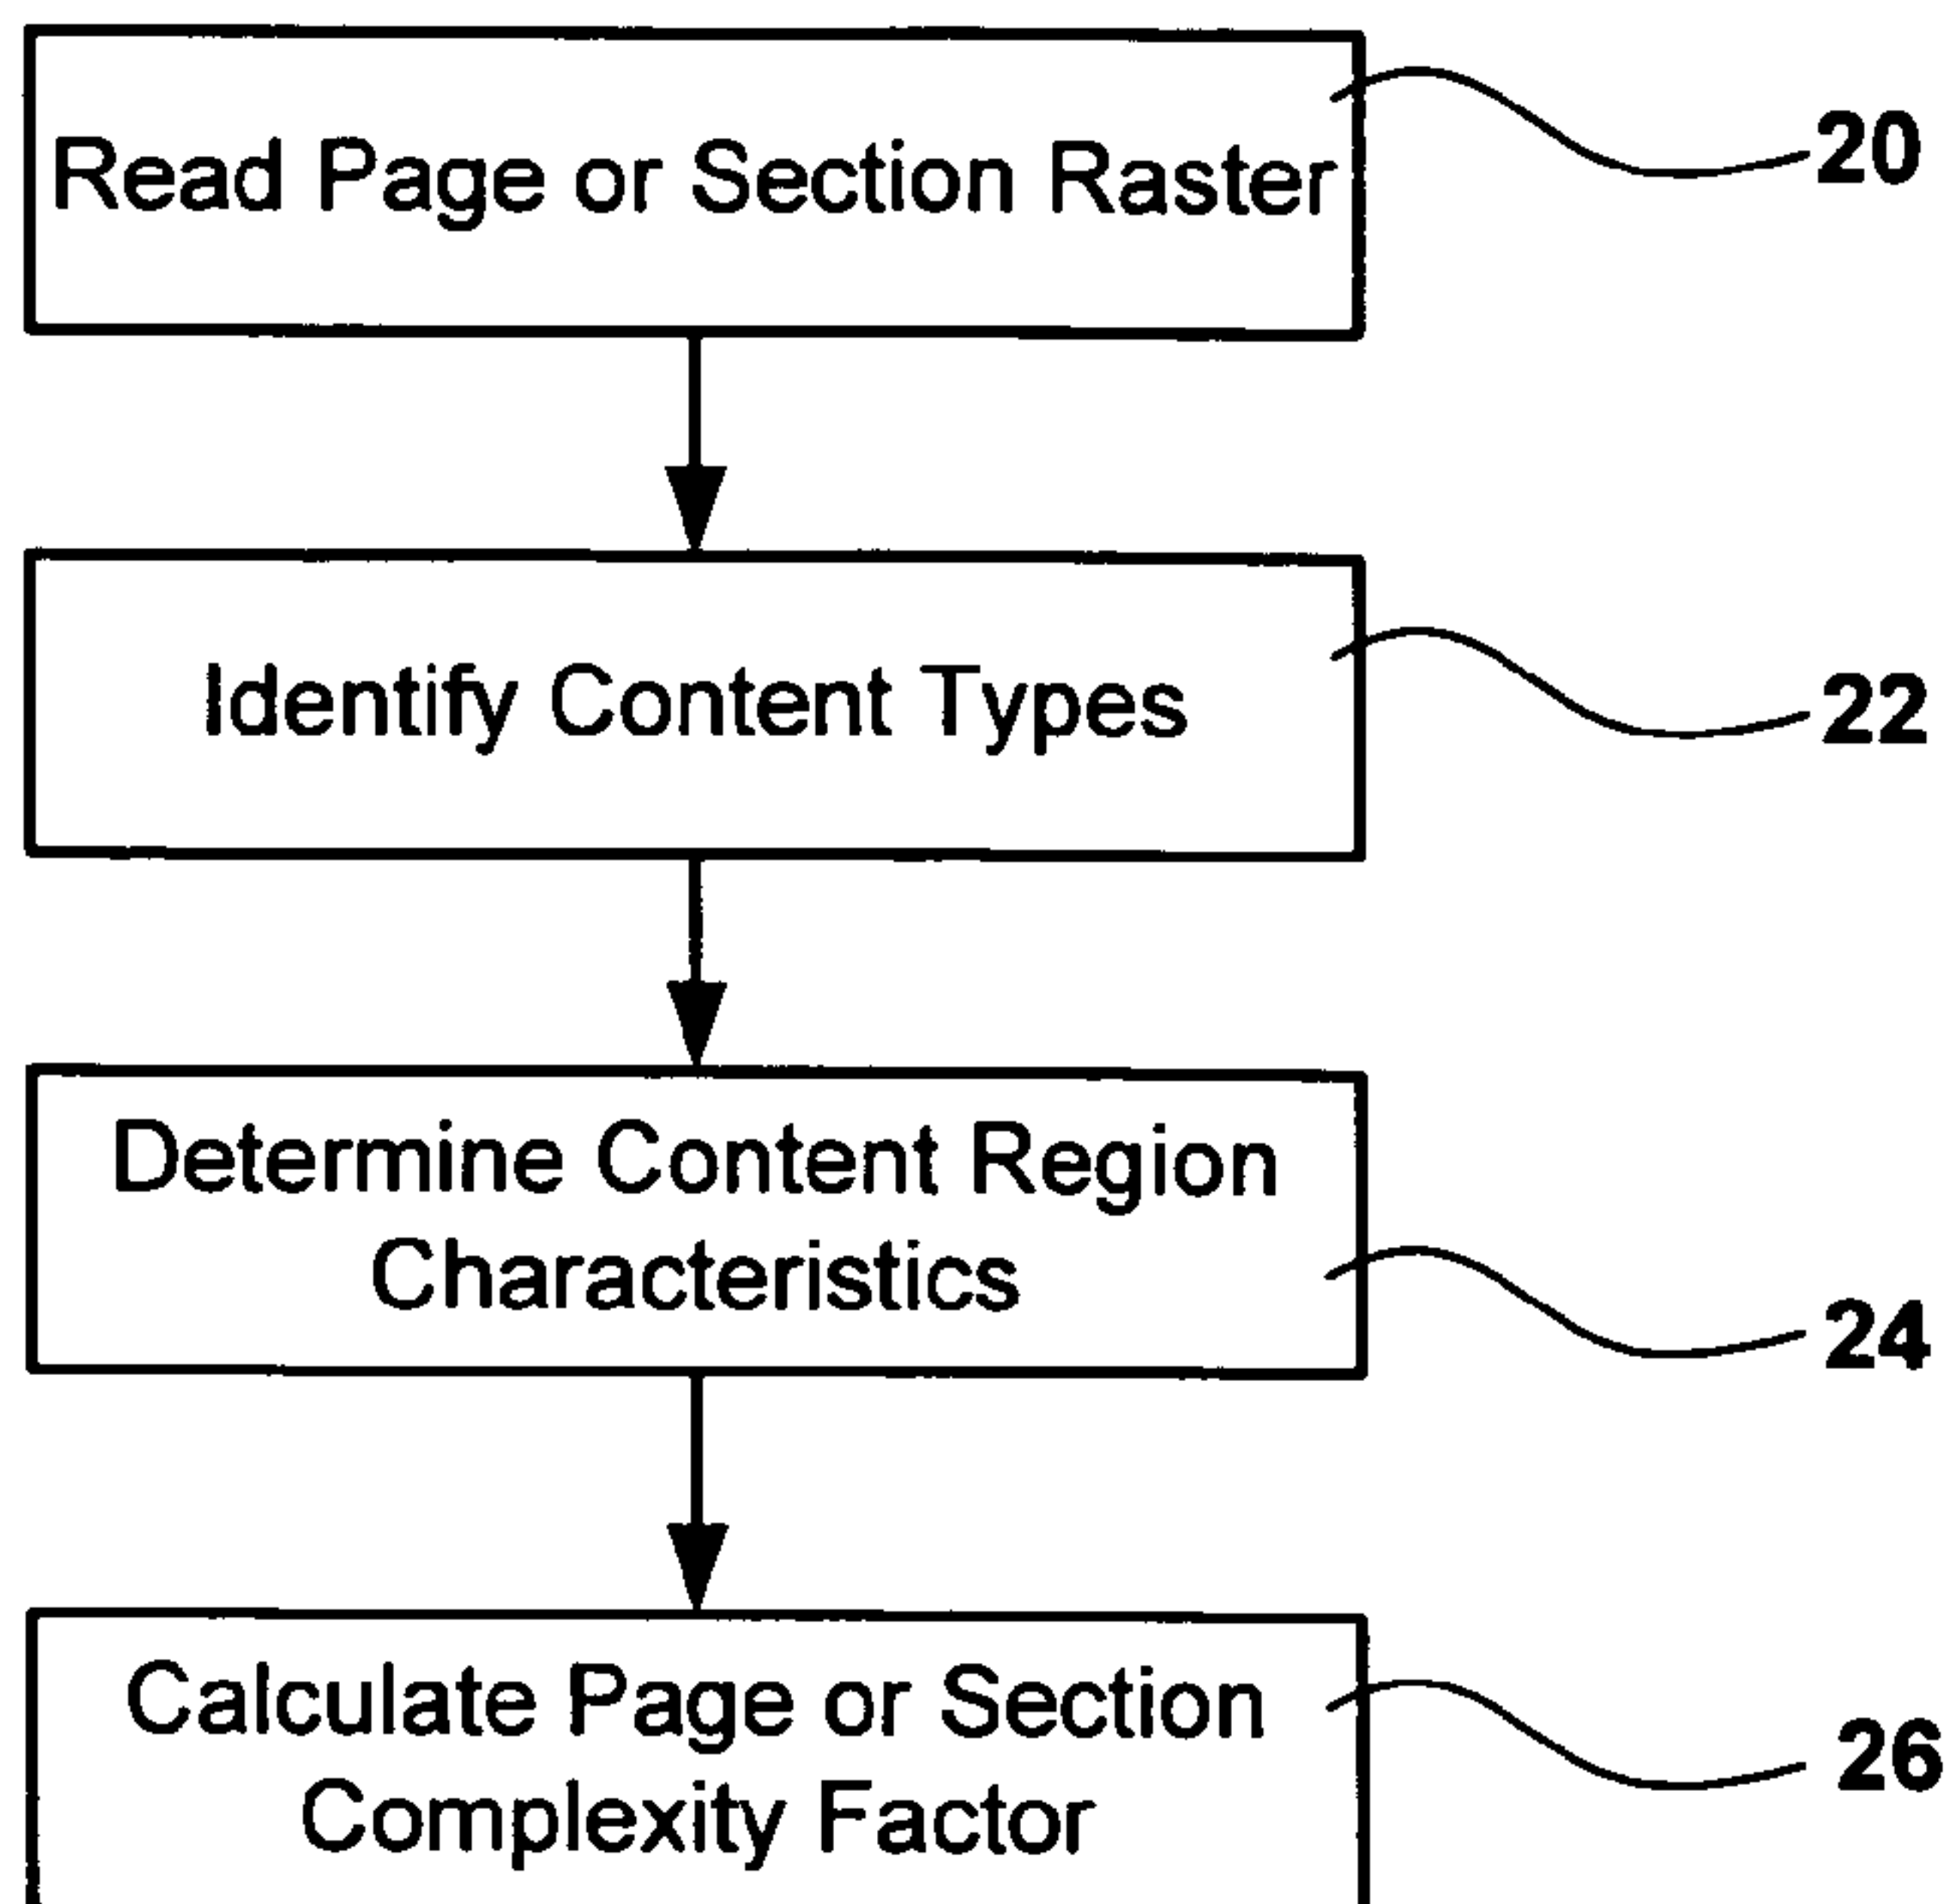 Read Page or Section Raster
20
Identify Content Types
22
Determine Content Region
Characteristics
24
Calculate Page or Section
Complexity Factor
26